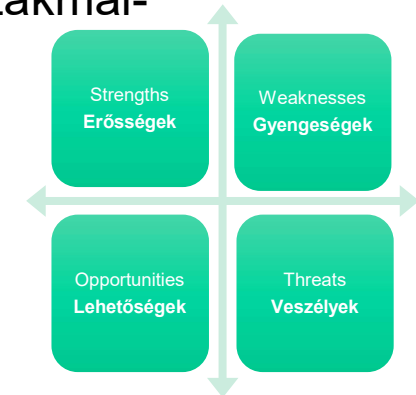 Strengths
Erősségek
Weaknesses
Gyengeségek
Opportunities
Lehetőségek
Threats
Veszélyek